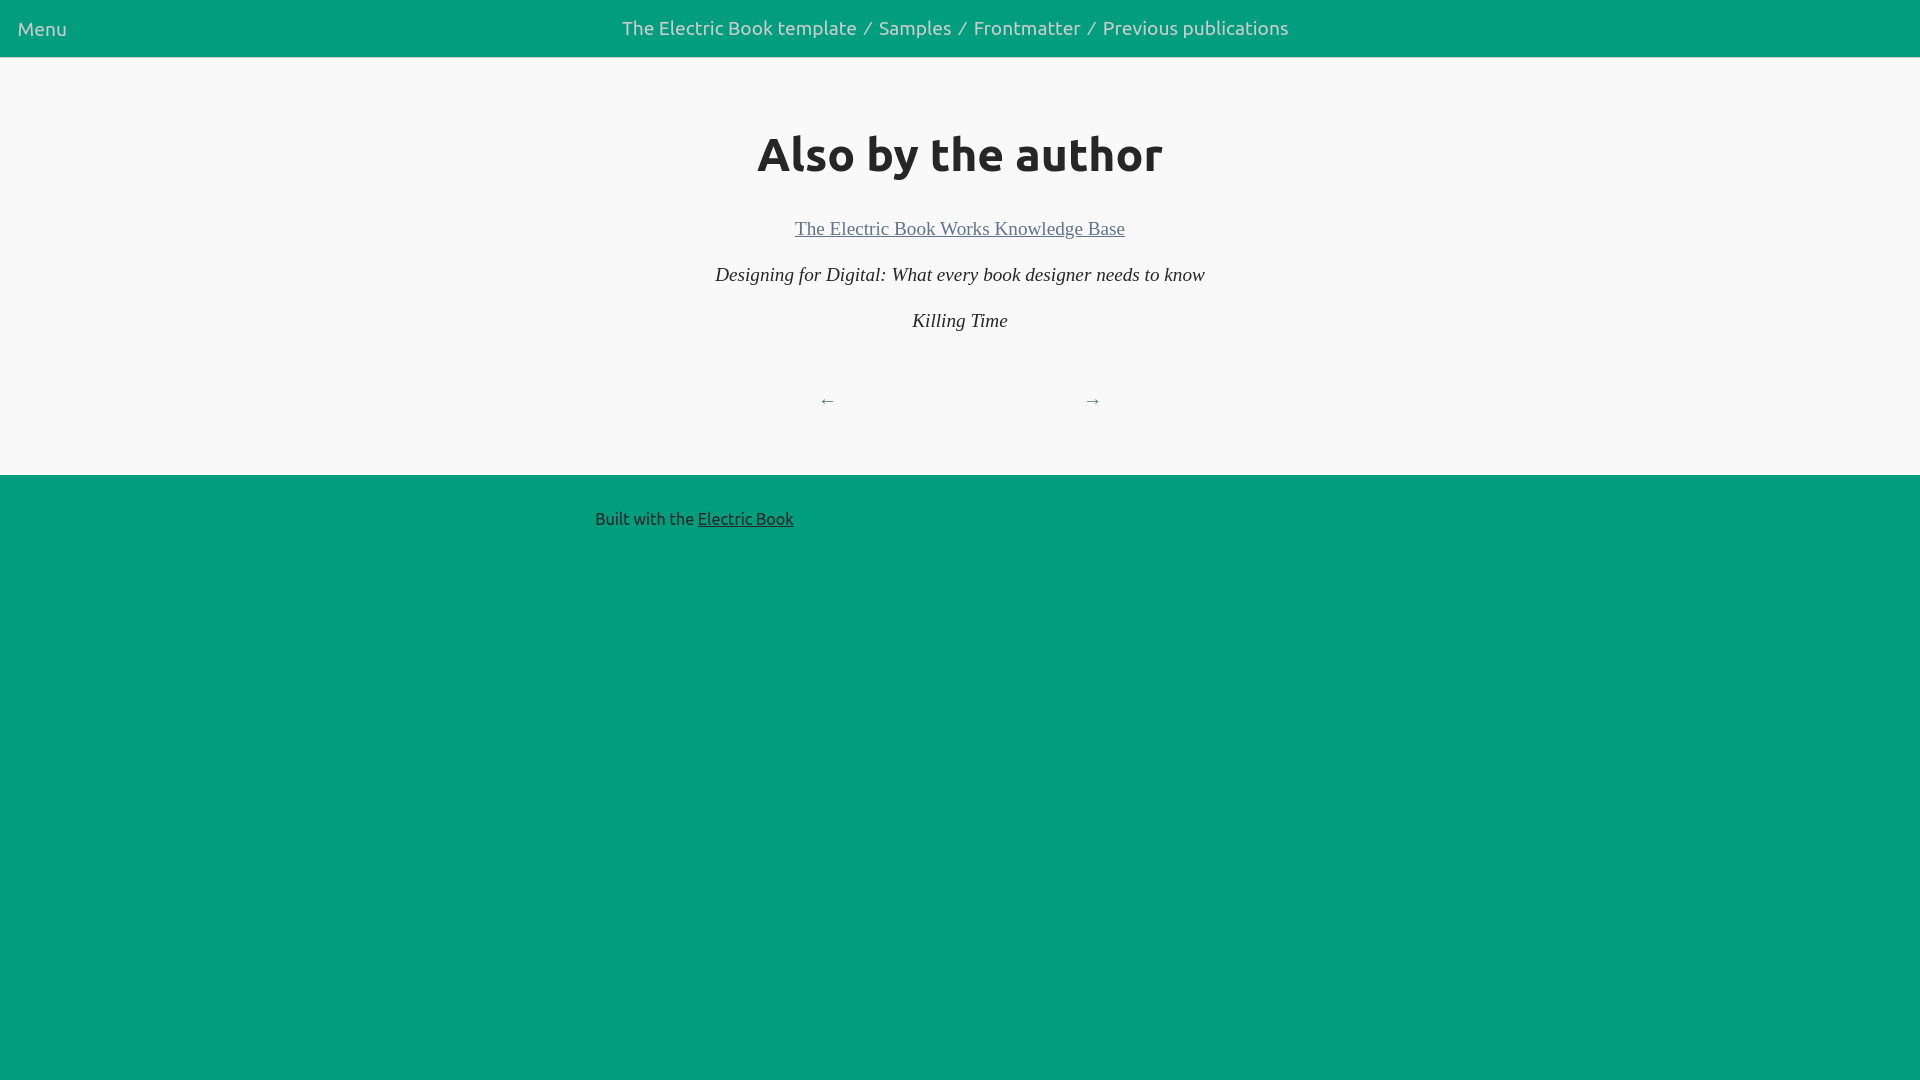 Menu
The Electric Book template / Samples / Frontmatter / Previous publications
Also by the author
The Electric Book Works Knowledge Base
Designing for Digital: What every book designer needs to know
Killing Time
← →
Built with the Electric Book